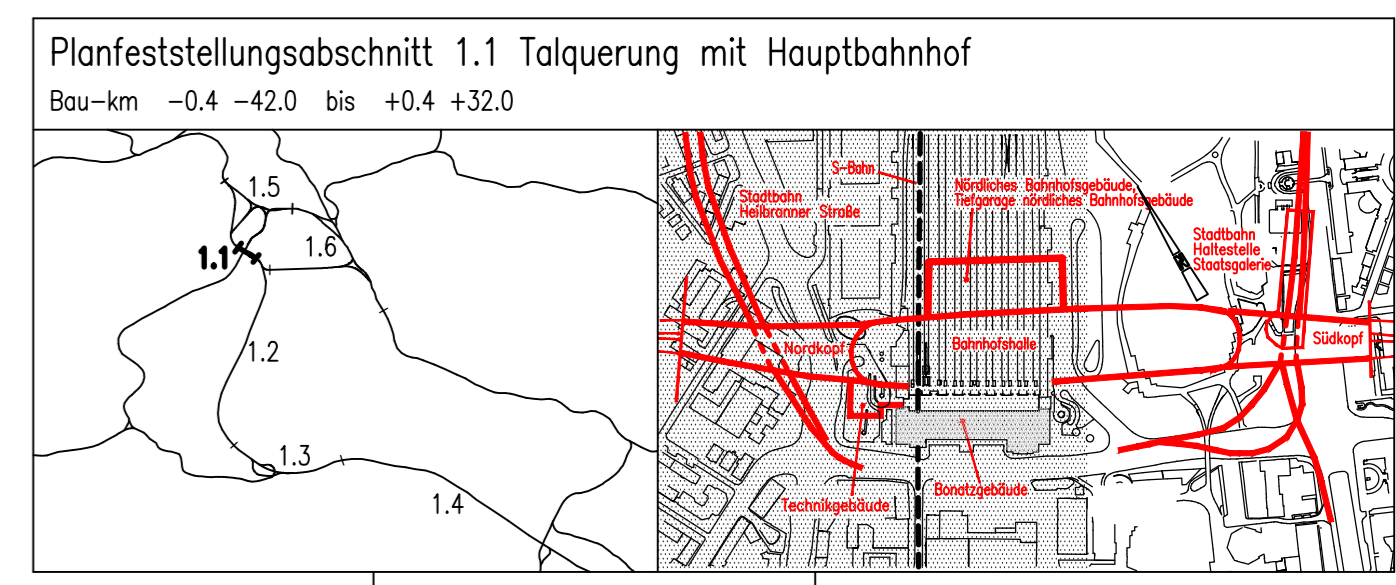 Planfeststellungsabschnitt 1.1 Talquerung mit Hauptbahnhof
Bau-km -0.4 -42.0 bis +0.4 +32.0
1.5
1.6
1.1
1.2
1.3
1.4
S-Bahn
Nördliches Bahnhofsgebäude,
Tiefgarage nördliches Bahnhofsgebäude
Stadtbahn
Heilbronner Straße
Stadtbahn
Haltestelle
Staatsgalerie
Nordkopf
Bahnhofshalle
Südkopf
Technikgebäude
Bonatzgebäude